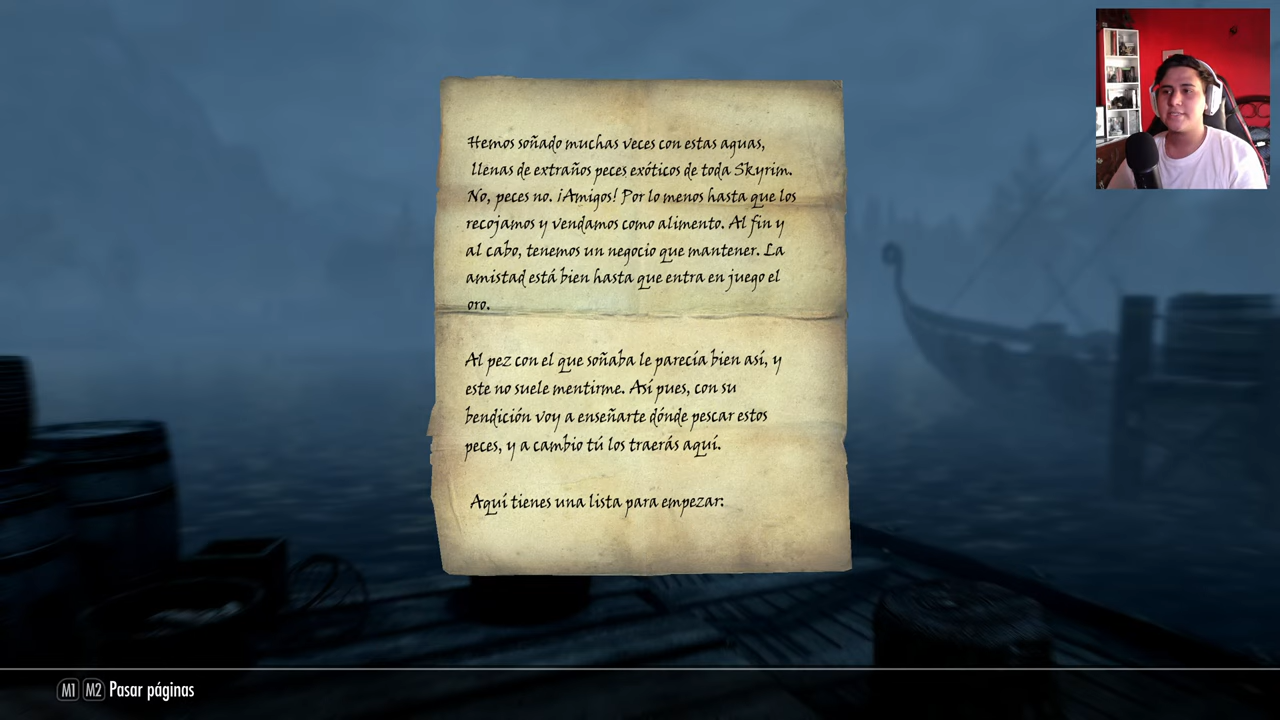 Hemos soñado muchas veces con estas aguas,
llenas de extraños peces exóticos de toda Skyrim.
No, peces no. ¡Amigos! Por lo menos hasta que los
recojamos y vendamos como alimento. Al fin y
al cabo, tenemos un negocio que mantener. La
amistad está bien hasta que entra en juego el
oro.
Al pez con el que soñaba le parecía bien así, y
este no suele mentirme. Así pues, con su
bendición voy a enseñarte dónde pescar estos
peces, y a cambio tú los traerás aquí.
Aquí tienes una lista para empezar:
M1 M2 Pasar páginas